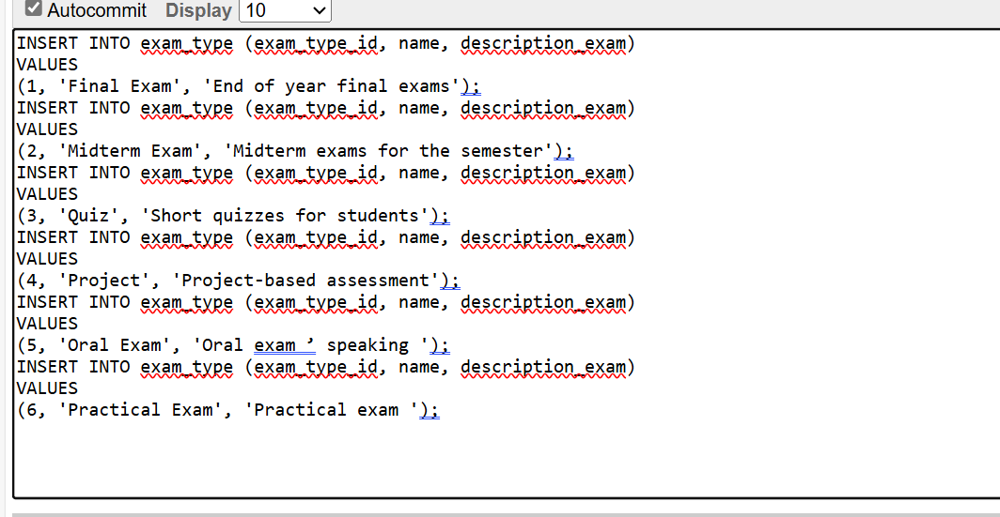 Autocommit Display 10
INSERT INTO exam_type (exam_type_id, name, description_exam)
VALUES
(1, 'Final Exam', 'End of year final exams');
INSERT INTO exam_type (exam_type_id, name, description_exam)
VALUES
(2, 'Midterm Exam', 'Midterm exams for the semester');
INSERT INTO exam_type (exam_type_id, name, description_exam)
VALUES
(3, 'Quiz', 'Short quizzes for students');
INSERT INTO exam_type (exam_type_id, name, description_exam)
VALUES
(4, 'Project', 'Project-based assessment');
INSERT INTO exam_type (exam_type_id, name, description_exam)
VALUES
(5, 'Oral Exam', 'Oral exam ’ speaking ');
INSERT INTO exam_type (exam_type_id, name, description_exam)
VALUES
(6, 'Practical Exam', 'Practical exam ');